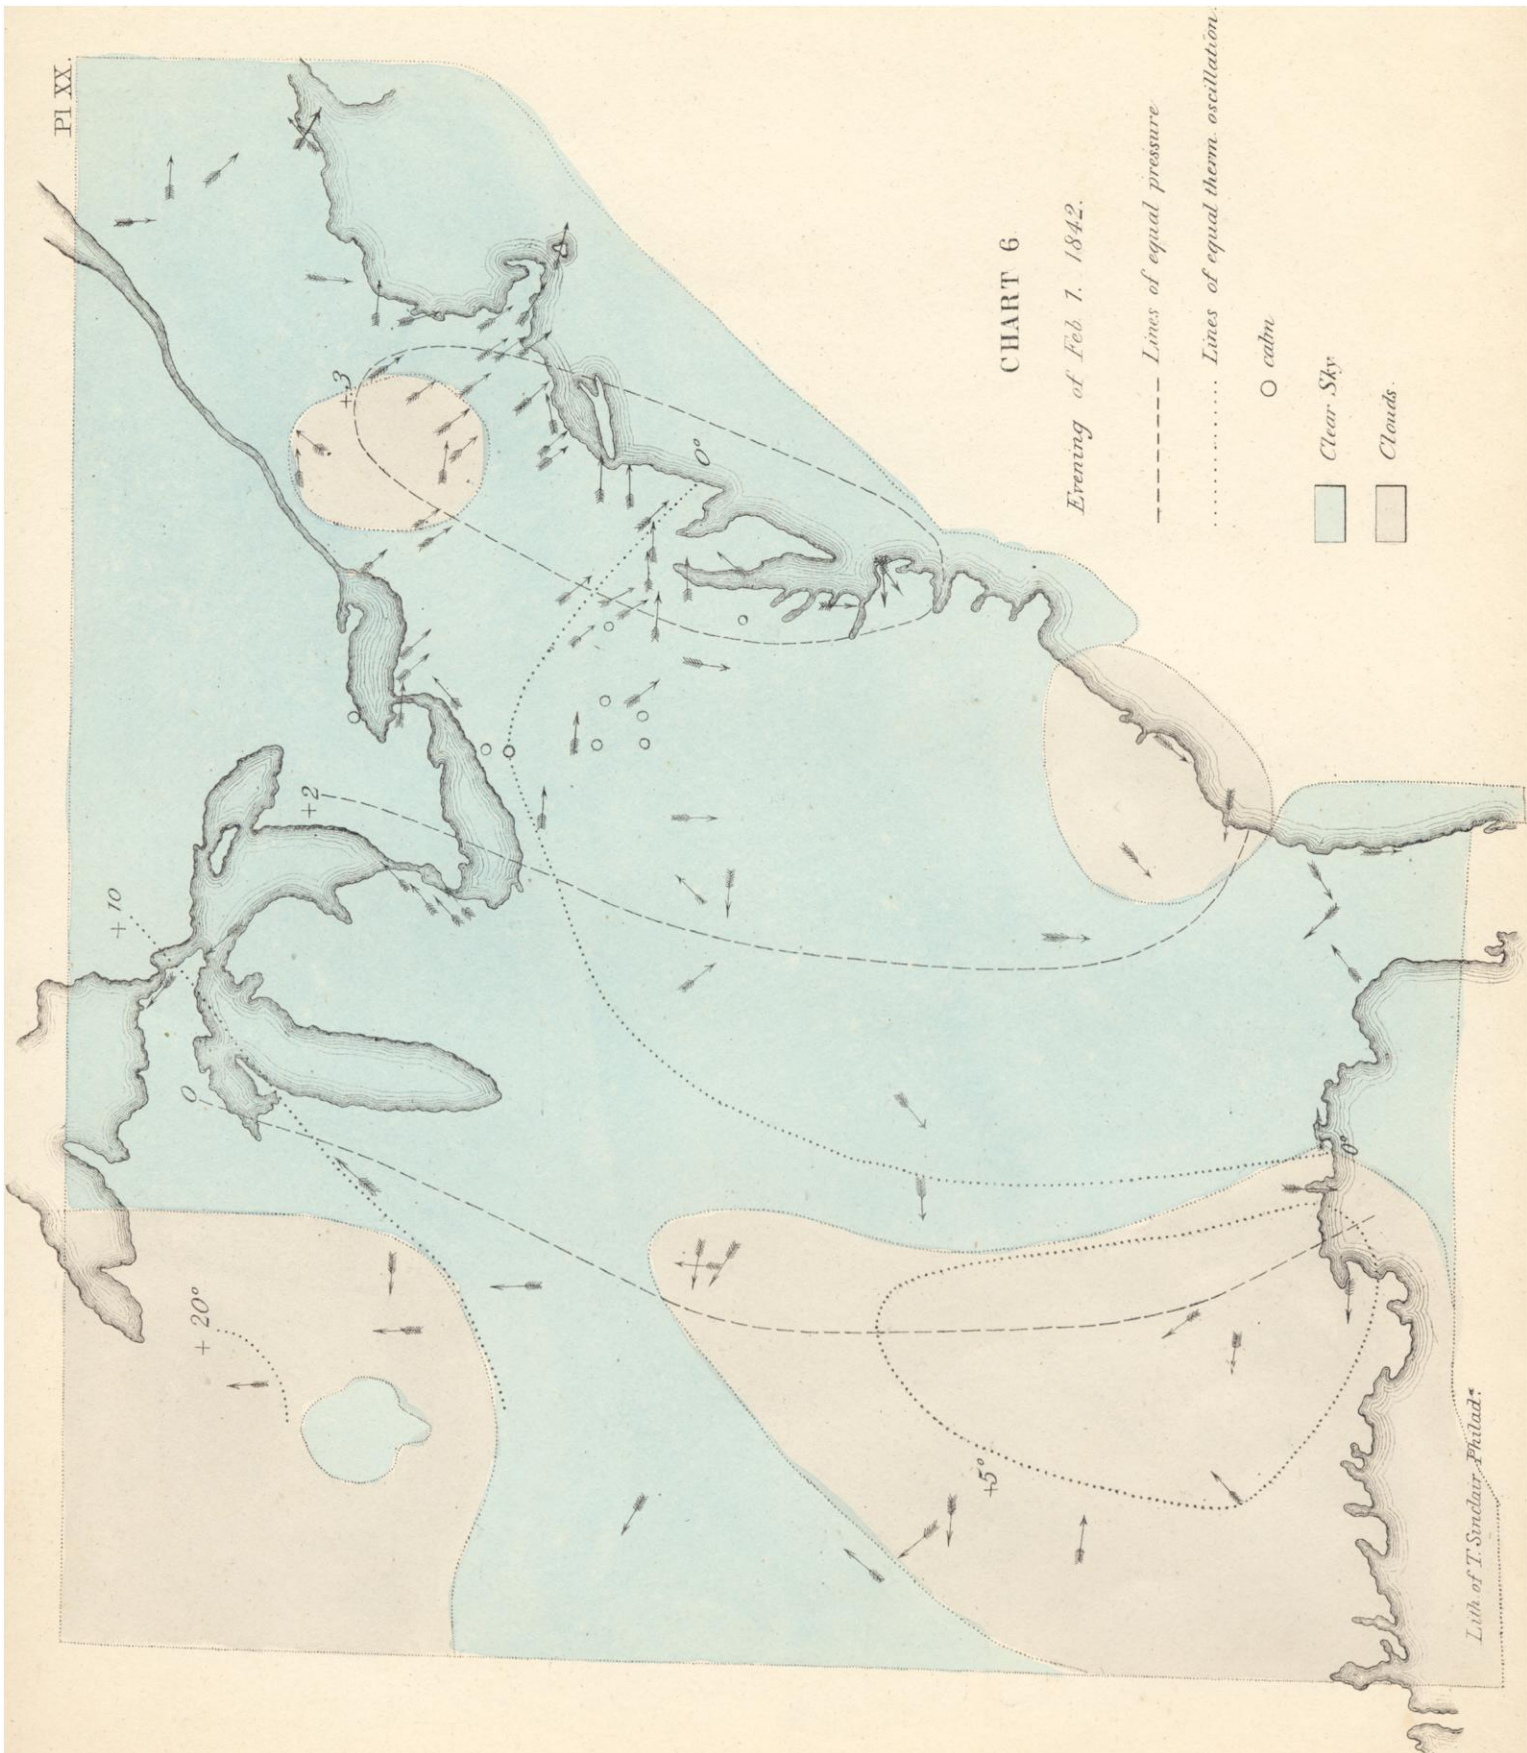 Pl XX.
CHART 6
Evening of Feb. 1. 1842.
Lines of equal pressure
Lines of equal therm. oscillation.
calm
Clear Sky
Clouds.
+3
0°
+2
+10
0
+20°
0°
+5°
Lith of T. Sinclair, Philad.ª